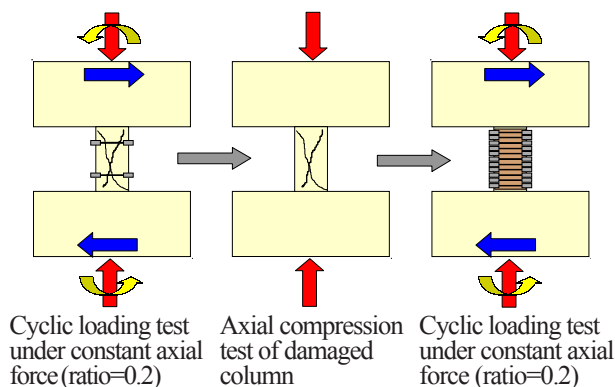 Cyclic loading test
under constant axial
force (ratio=0.2)
Axial compression
test of damaged
column
Cyclic loading test
under constant axial
force (ratio=0.2)